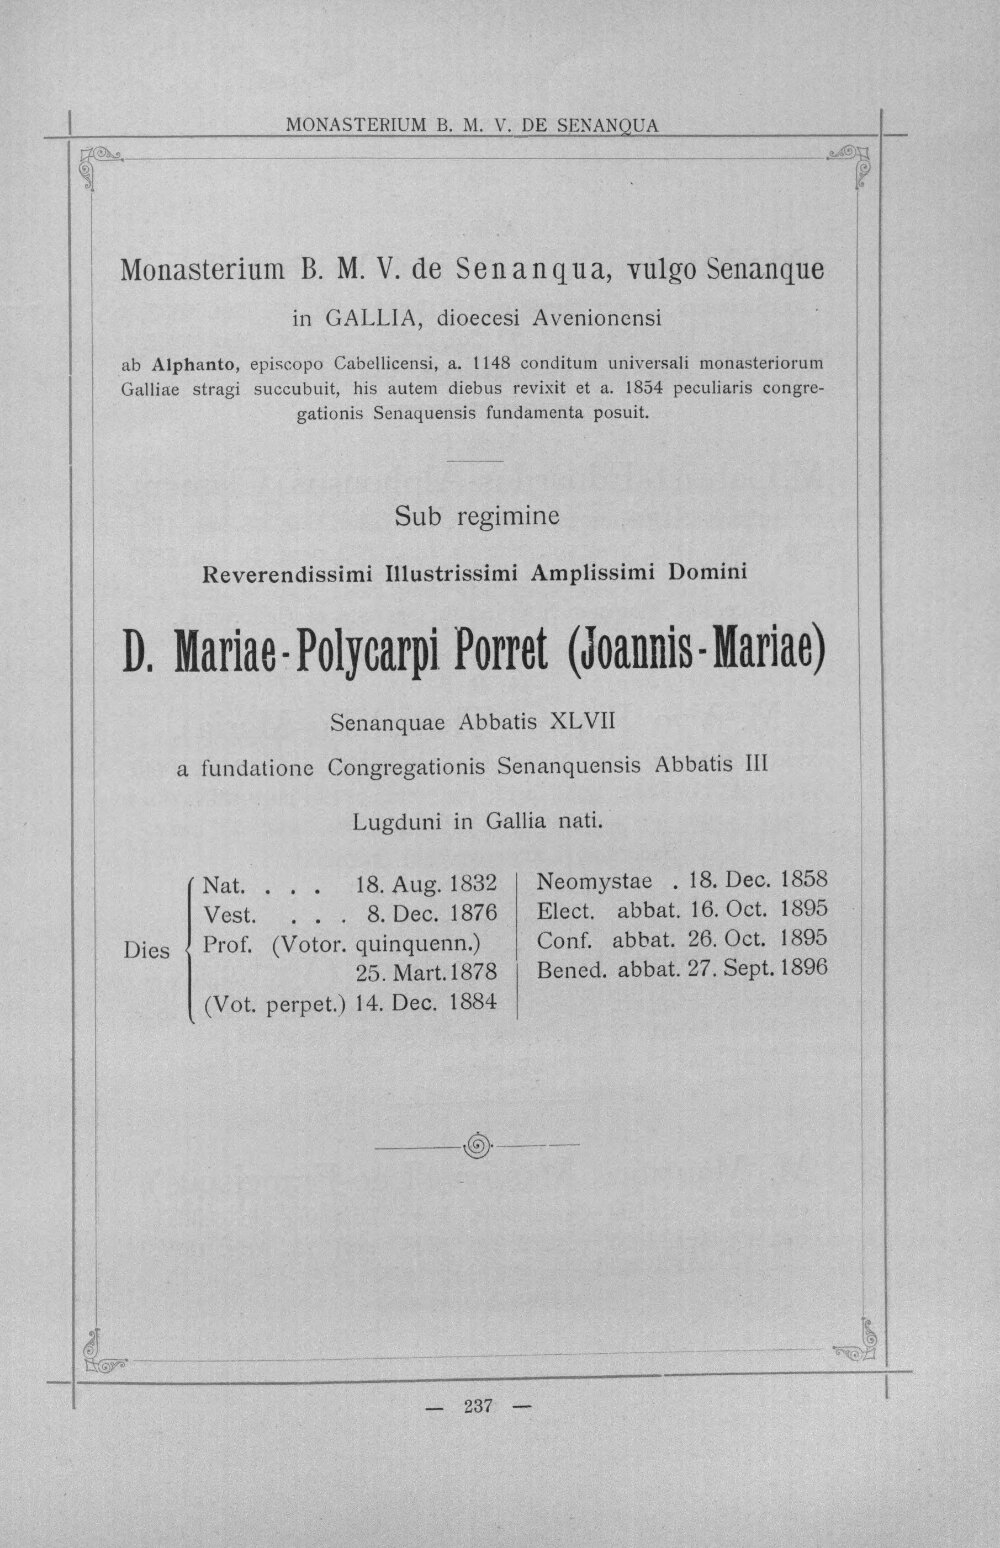 MONASTERIUM B. M. V. DE SENANQUA
Monasterium B. M. V. de Senanqua, vulgo Senanque
in GALLIA, dioecesi Avenionensi
ab Alphanto, episcopo Cabellicensi, a. 1148 conditum universali monasteriorum
Galliae stragi succubuit, his autem diebus revixit et a. 1854 peculiaris congre-
gationis Senaquensis fundamenta posuit.
Sub regimine
Reverendissimi Illustrissimi Amplissimi Domini
D. Mariae-Polycarpi Porret (Joannis-Mariae)
Senanquae Abbatis XLVII
a fundatione Congregationis Senanquensis Abbatis III
Lugduni in Gallia nati.
Dies
Nat. . . . 18. Aug. 1832
Vest. . . . 8. Dec. 1876
Prof. (Votor. quinquenn.)
25. Mart. 1878
(Vot. perpet.) 14. Dec. 1884
Neomystae . 18. Dec. 1858
Elect. abbat. 16. Oct. 1895
Conf. abbat. 26. Oct. 1895
Bened. abbat. 27. Sept. 1896
— 237 —